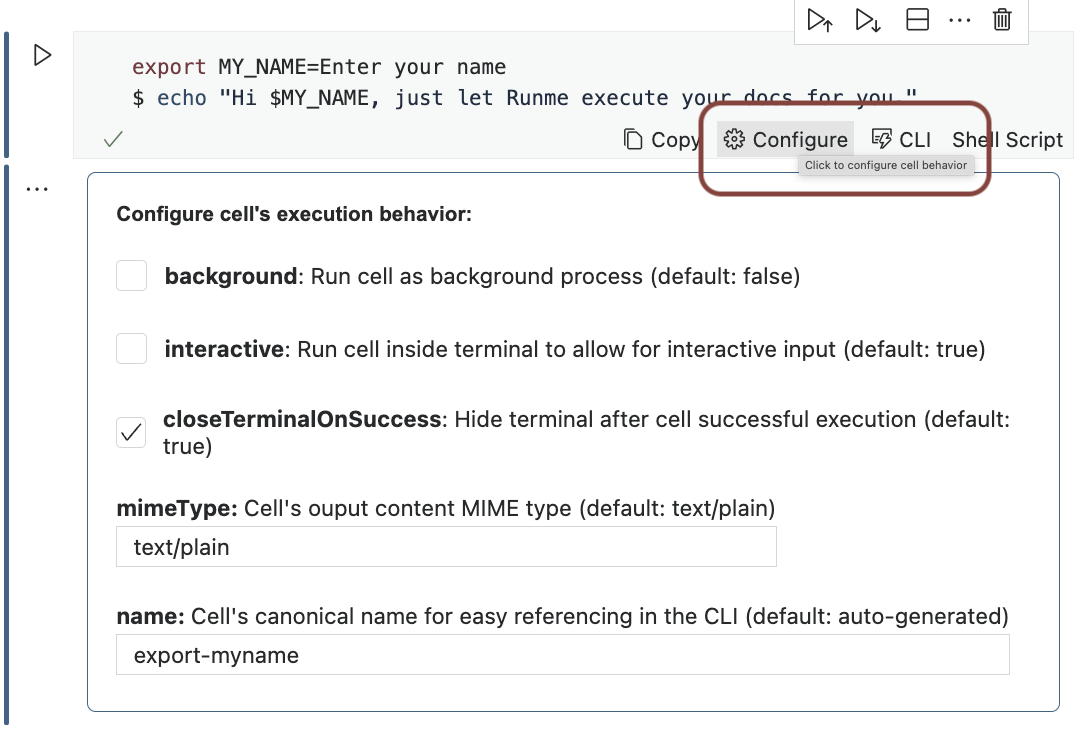 export MY_NAME=Enter your name
$ echo "Hi $MY_NAME, just let Runme execute your docs for you."
Copy Configure CLI Shell Script
Click to configure cell behavior
Configure cell's execution behavior:
background: Run cell as background process (default: false)
interactive: Run cell inside terminal to allow for interactive input (default: true)
closeTerminalOnSuccess: Hide terminal after cell successful execution (default:
true)
mimeType: Cell's ouput content MIME type (default: text/plain)
text/plain
name: Cell's canonical name for easy referencing in the CLI (default: auto-generated)
export-myname